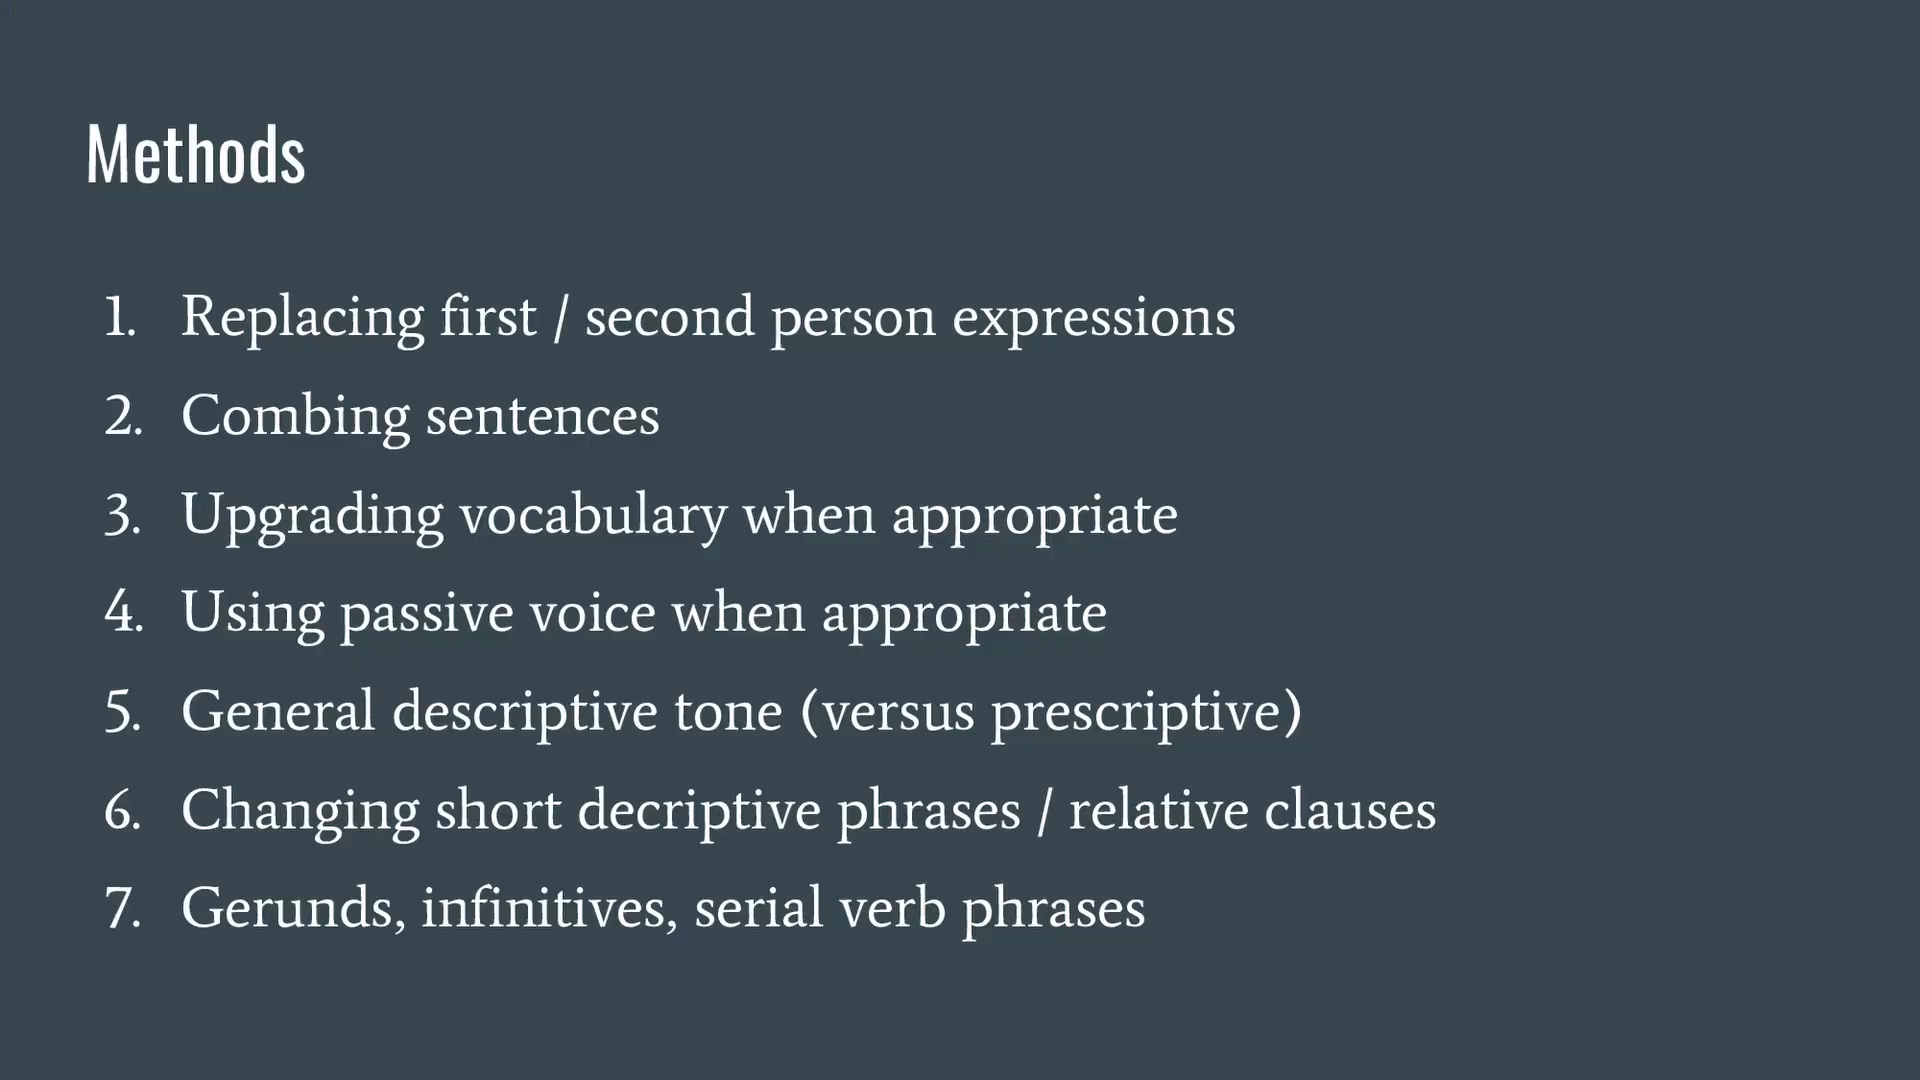 Methods
1. Replacing first / second person expressions
2. Combing sentences
3. Upgrading vocabulary when appropriate
4. Using passive voice when appropriate
5. General descriptive tone (versus prescriptive)
6. Changing short decriptive phrases / relative clauses
7. Gerunds, infinitives, serial verb phrases